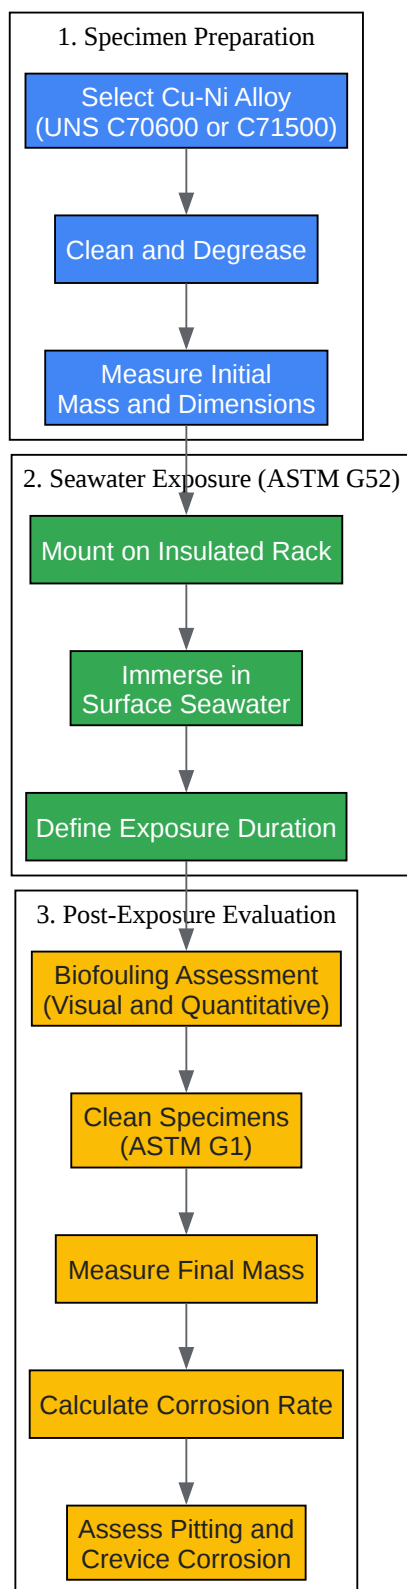 1. Specimen Preparation
Select Cu-Ni Alloy
(UNS C70600 or C71500)
Clean and Degrease
Measure Initial
Mass and Dimensions
2. Seawater Exposure (ASTM G52)
Mount on Insulated Rack
Immerse in
Surface Seawater
Define Exposure Duration
3. Post-Exposure Evaluation
Biofouling Assessment
(Visual and Quantitative)
Clean Specimens
(ASTM G1)
Measure Final Mass
Calculate Corrosion Rate
Assess Pitting and
Crevice Corrosion